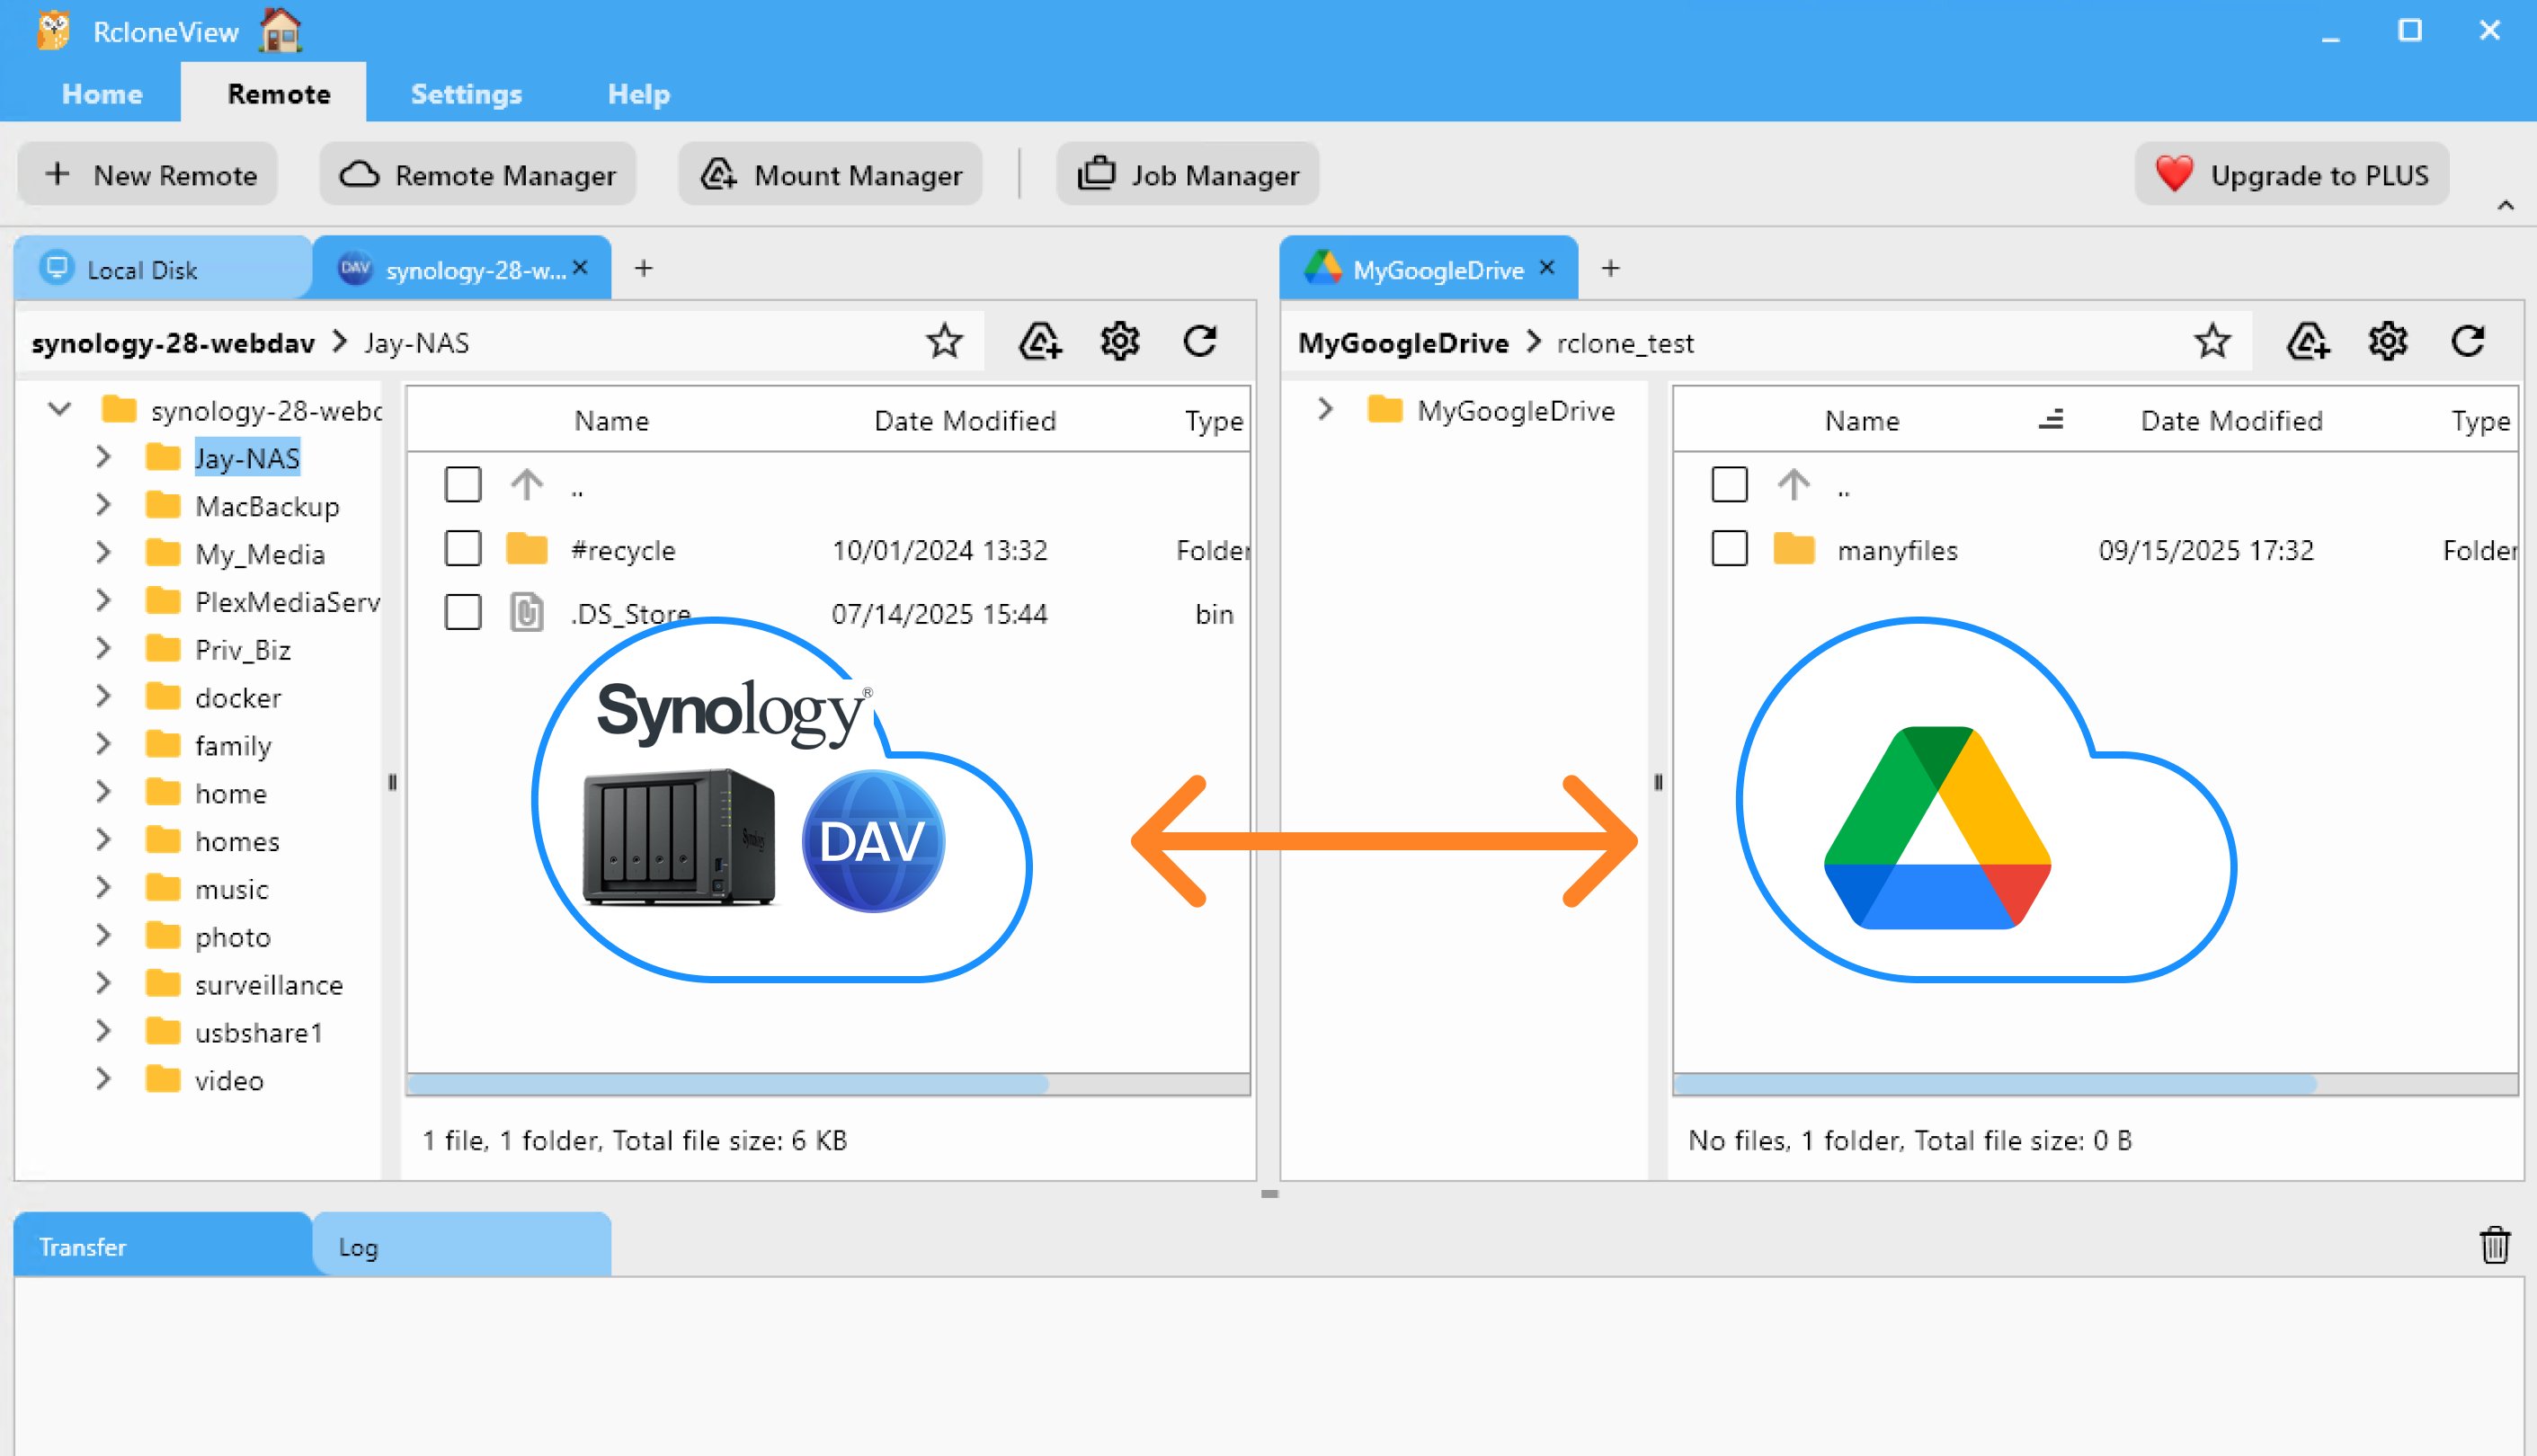 RcloneView
Home
Remote
Settings
Help
New Remote
Remote Manager
Mount Manager
Job Manager
Upgrade to PLUS
Local Disk
synology-28-w...
synology-28-webdav
Jay-NAS
synology-28-webd
Jay-NAS
MacBackup
My_Media
PlexMediaServ
Priv_Biz
docker
family
home
homes
music
photo
surveillance
usbshare1
video
Name Date Modified Type
..
#recycle 10/01/2024 13:32 Folder
.DS_Store 07/14/2025 15:44 bin
Synology®
Synology
DAV
1 file, 1 folder, Total file size: 6 KB
MyGoogleDrive
MyGoogleDrive
rclone_test
MyGoogleDrive
Name Date Modified Type
..
manyfiles 09/15/2025 17:32 Folder
No files, 1 folder, Total file size: 0 B
Transfer
Log